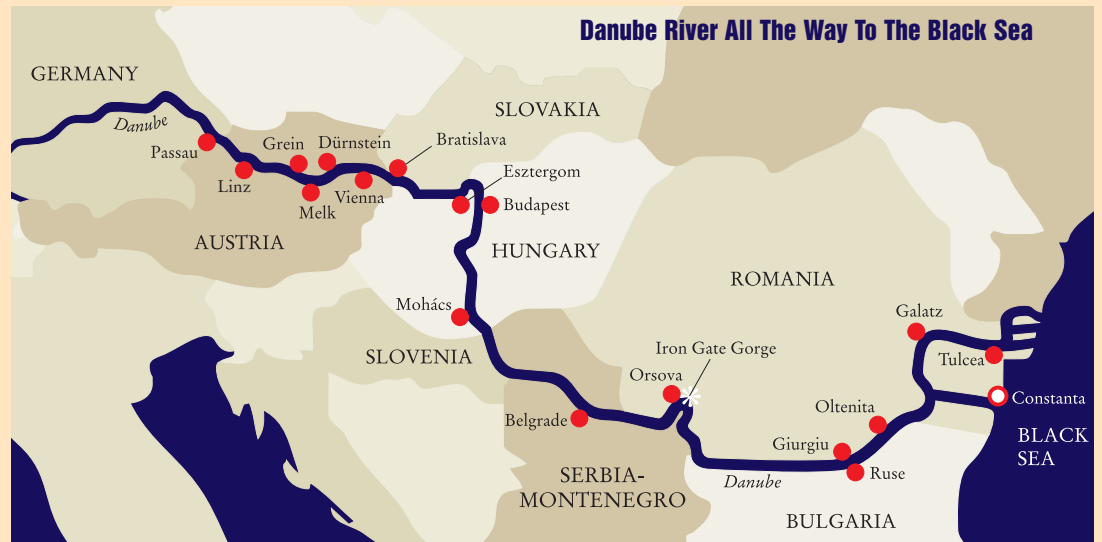 Danube River All The Way To The Black Sea
GERMANY
SLOVAKIA
Danube
Grein
Dürnstein
Bratislava
Passau
Esztergom
Linz
Vienna
Budapest
Melk
AUSTRIA
HUNGARY
ROMANIA
Mohács
Galatz
SLOVENIA
Iron Gate Gorge
Tulcea
Orsova
Constanta
Oltenita
Belgrade
BLACK
SEA
Giurgiu
SERBIA-
MONTENEGRO
Ruse
Danube
BULGARIA